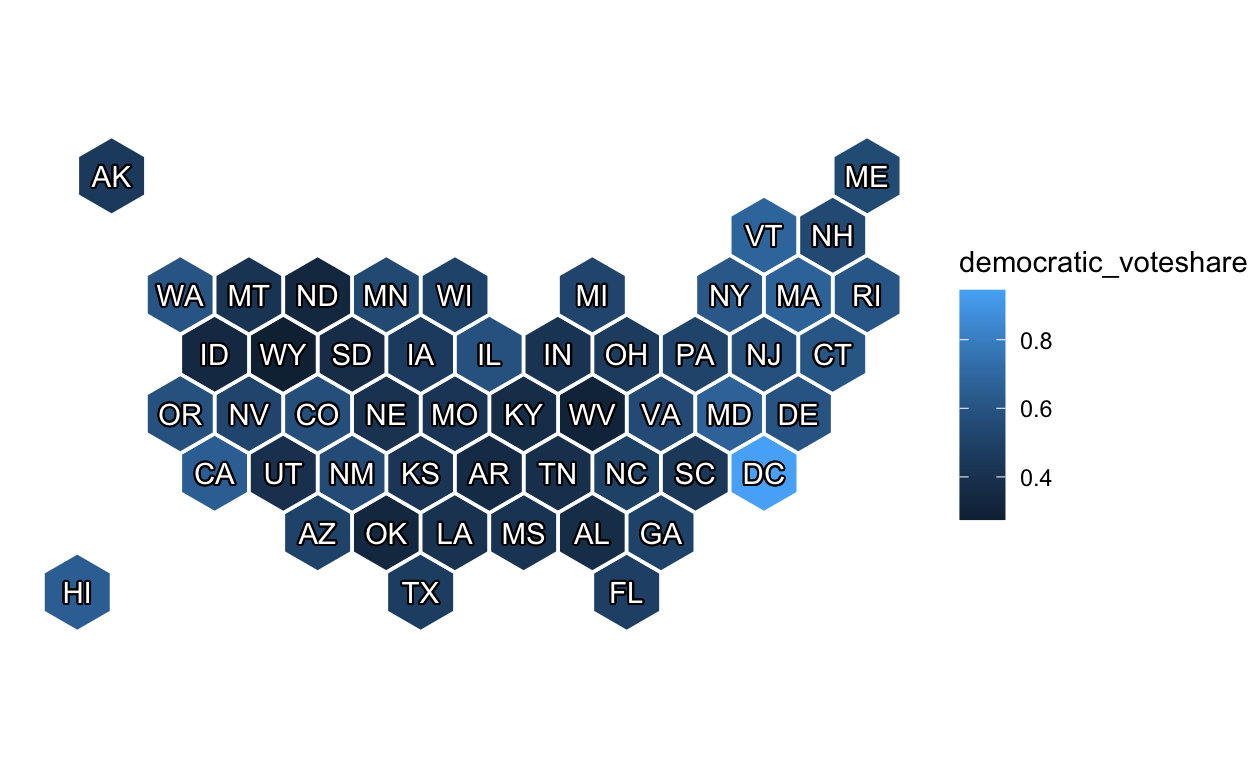 AK ME
VT NH
WA MT ND MN WI MI NY MA RI
ID WY SD IA IL IN OH PA NJ CT
OR NV CO NE MO KY WV VA MD DE
CA UT NM KS AR TN NC SC DC
AZ OK LA MS AL GA
HI TX FL
democratic_voteshare
0.8
0.6
0.4